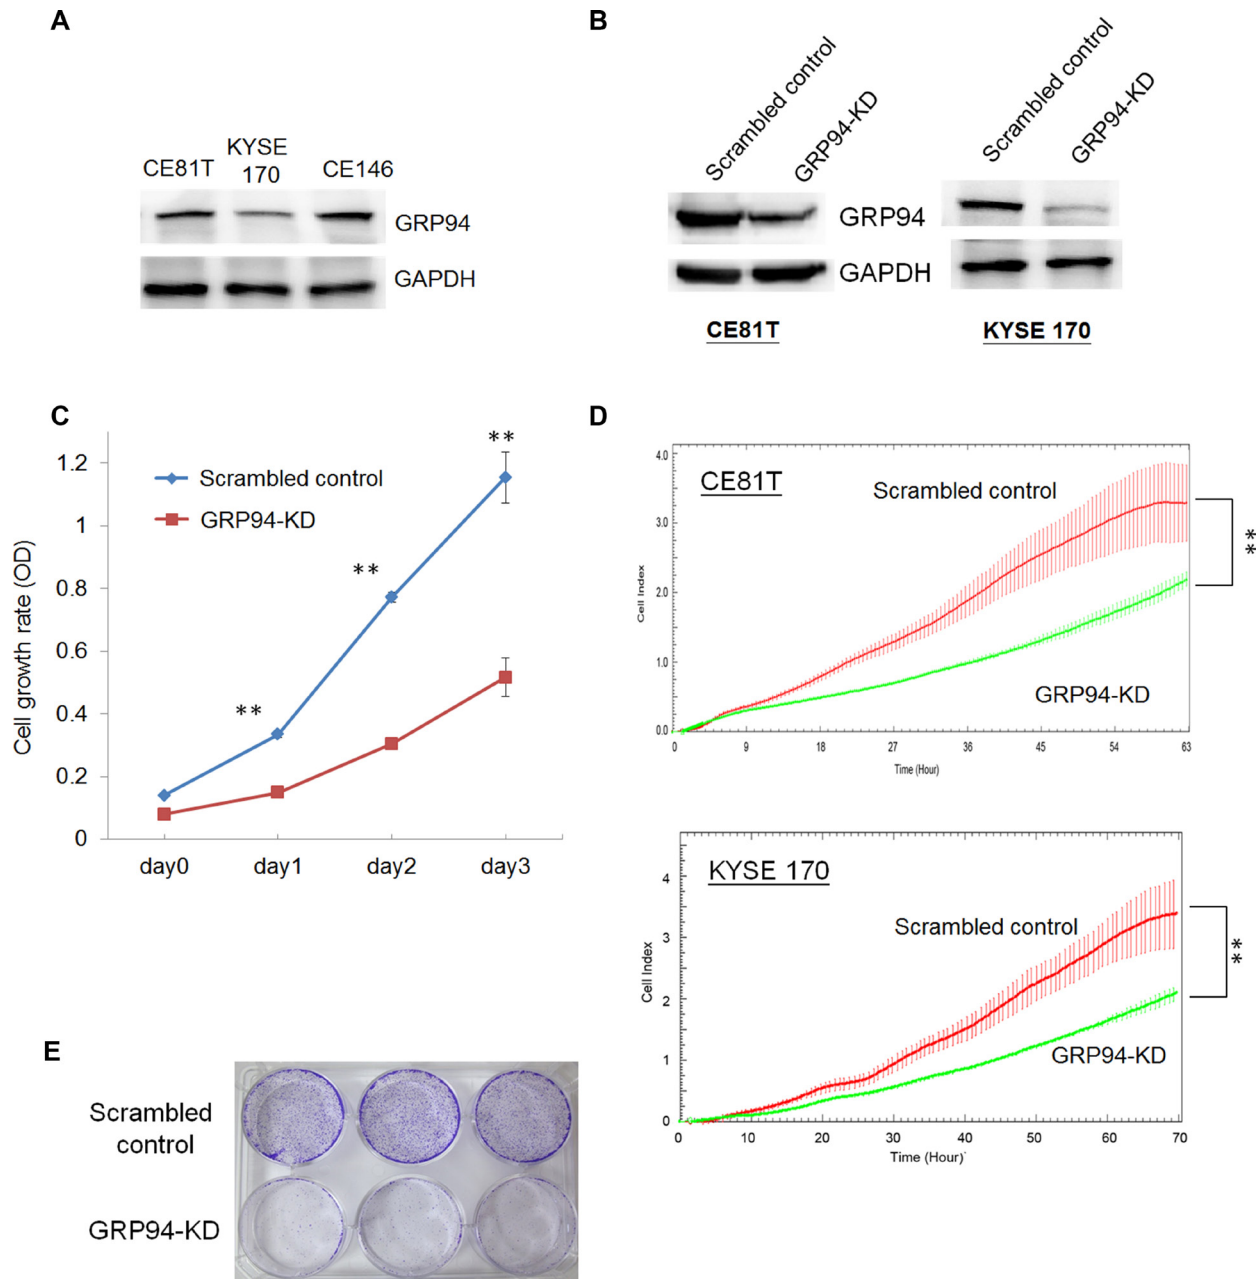 A
CE81T
KYSE
170
CE146
GRP94
GAPDH
B
Scrambled control
GRP94-KD
Scrambled control
GRP94-KD
GRP94
GAPDH
CE81T
KYSE 170
C
**
1.2
1
0.8
0.6
0.4
0.2
0
Cell growth rate (OD)
Scrambled control
GRP94-KD
**
**
day0
day1
day2
day3
D
CE81T
Scrambled control
GRP94-KD
**
4.0
3.0
2.0
1.0
0.0
Cell Index
0
9
18
27
36
45
54
63
Time (Hour)
KYSE 170
Scrambled control
GRP94-KD
**
4
3
2
1
0
Cell Index
0
10
20
30
40
50
60
70
Time (Hour)
E
Scrambled
control
GRP94-KD